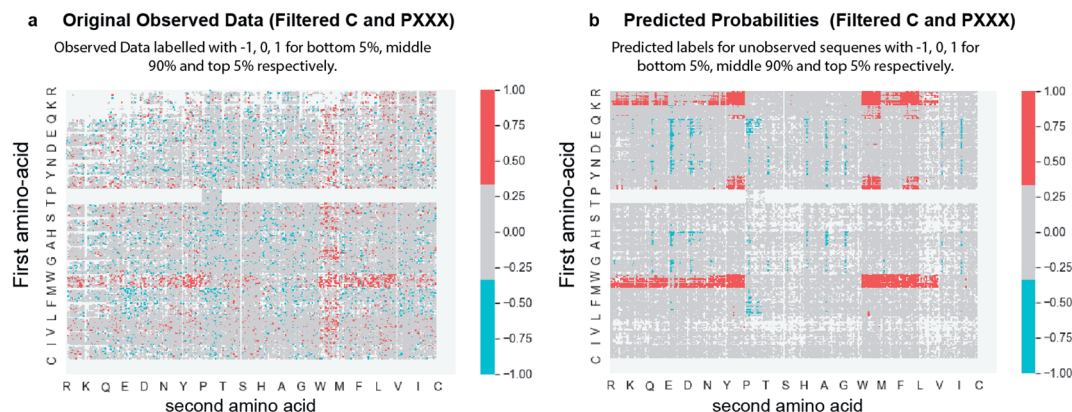 a Original Observed Data (Filtered C and PXXX)
Observed Data labelled with -1, 0, 1 for bottom 5%, middle
90% and top 5% respectively.
First amino-acid
C I V L F M W G A H S T P Y N D E Q K R
R K Q E D N Y P T S H A G W M F L V I C
second amino acid
1.00
0.75
0.50
0.25
0.00
−0.25
−0.50
−0.75
−1.00
b Predicted Probabilities (Filtered C and PXXX)
Predicted labels for unobserved sequenes with -1, 0, 1 for
bottom 5%, middle 90% and top 5% respectively.
First amino-acid
C I V L F M W G A H S T P Y N D E Q K R
R K Q E D N Y P T S H A G W M F L V I C
second amino acid
1.00
0.75
0.50
0.25
0.00
−0.25
−0.50
−0.75
−1.00